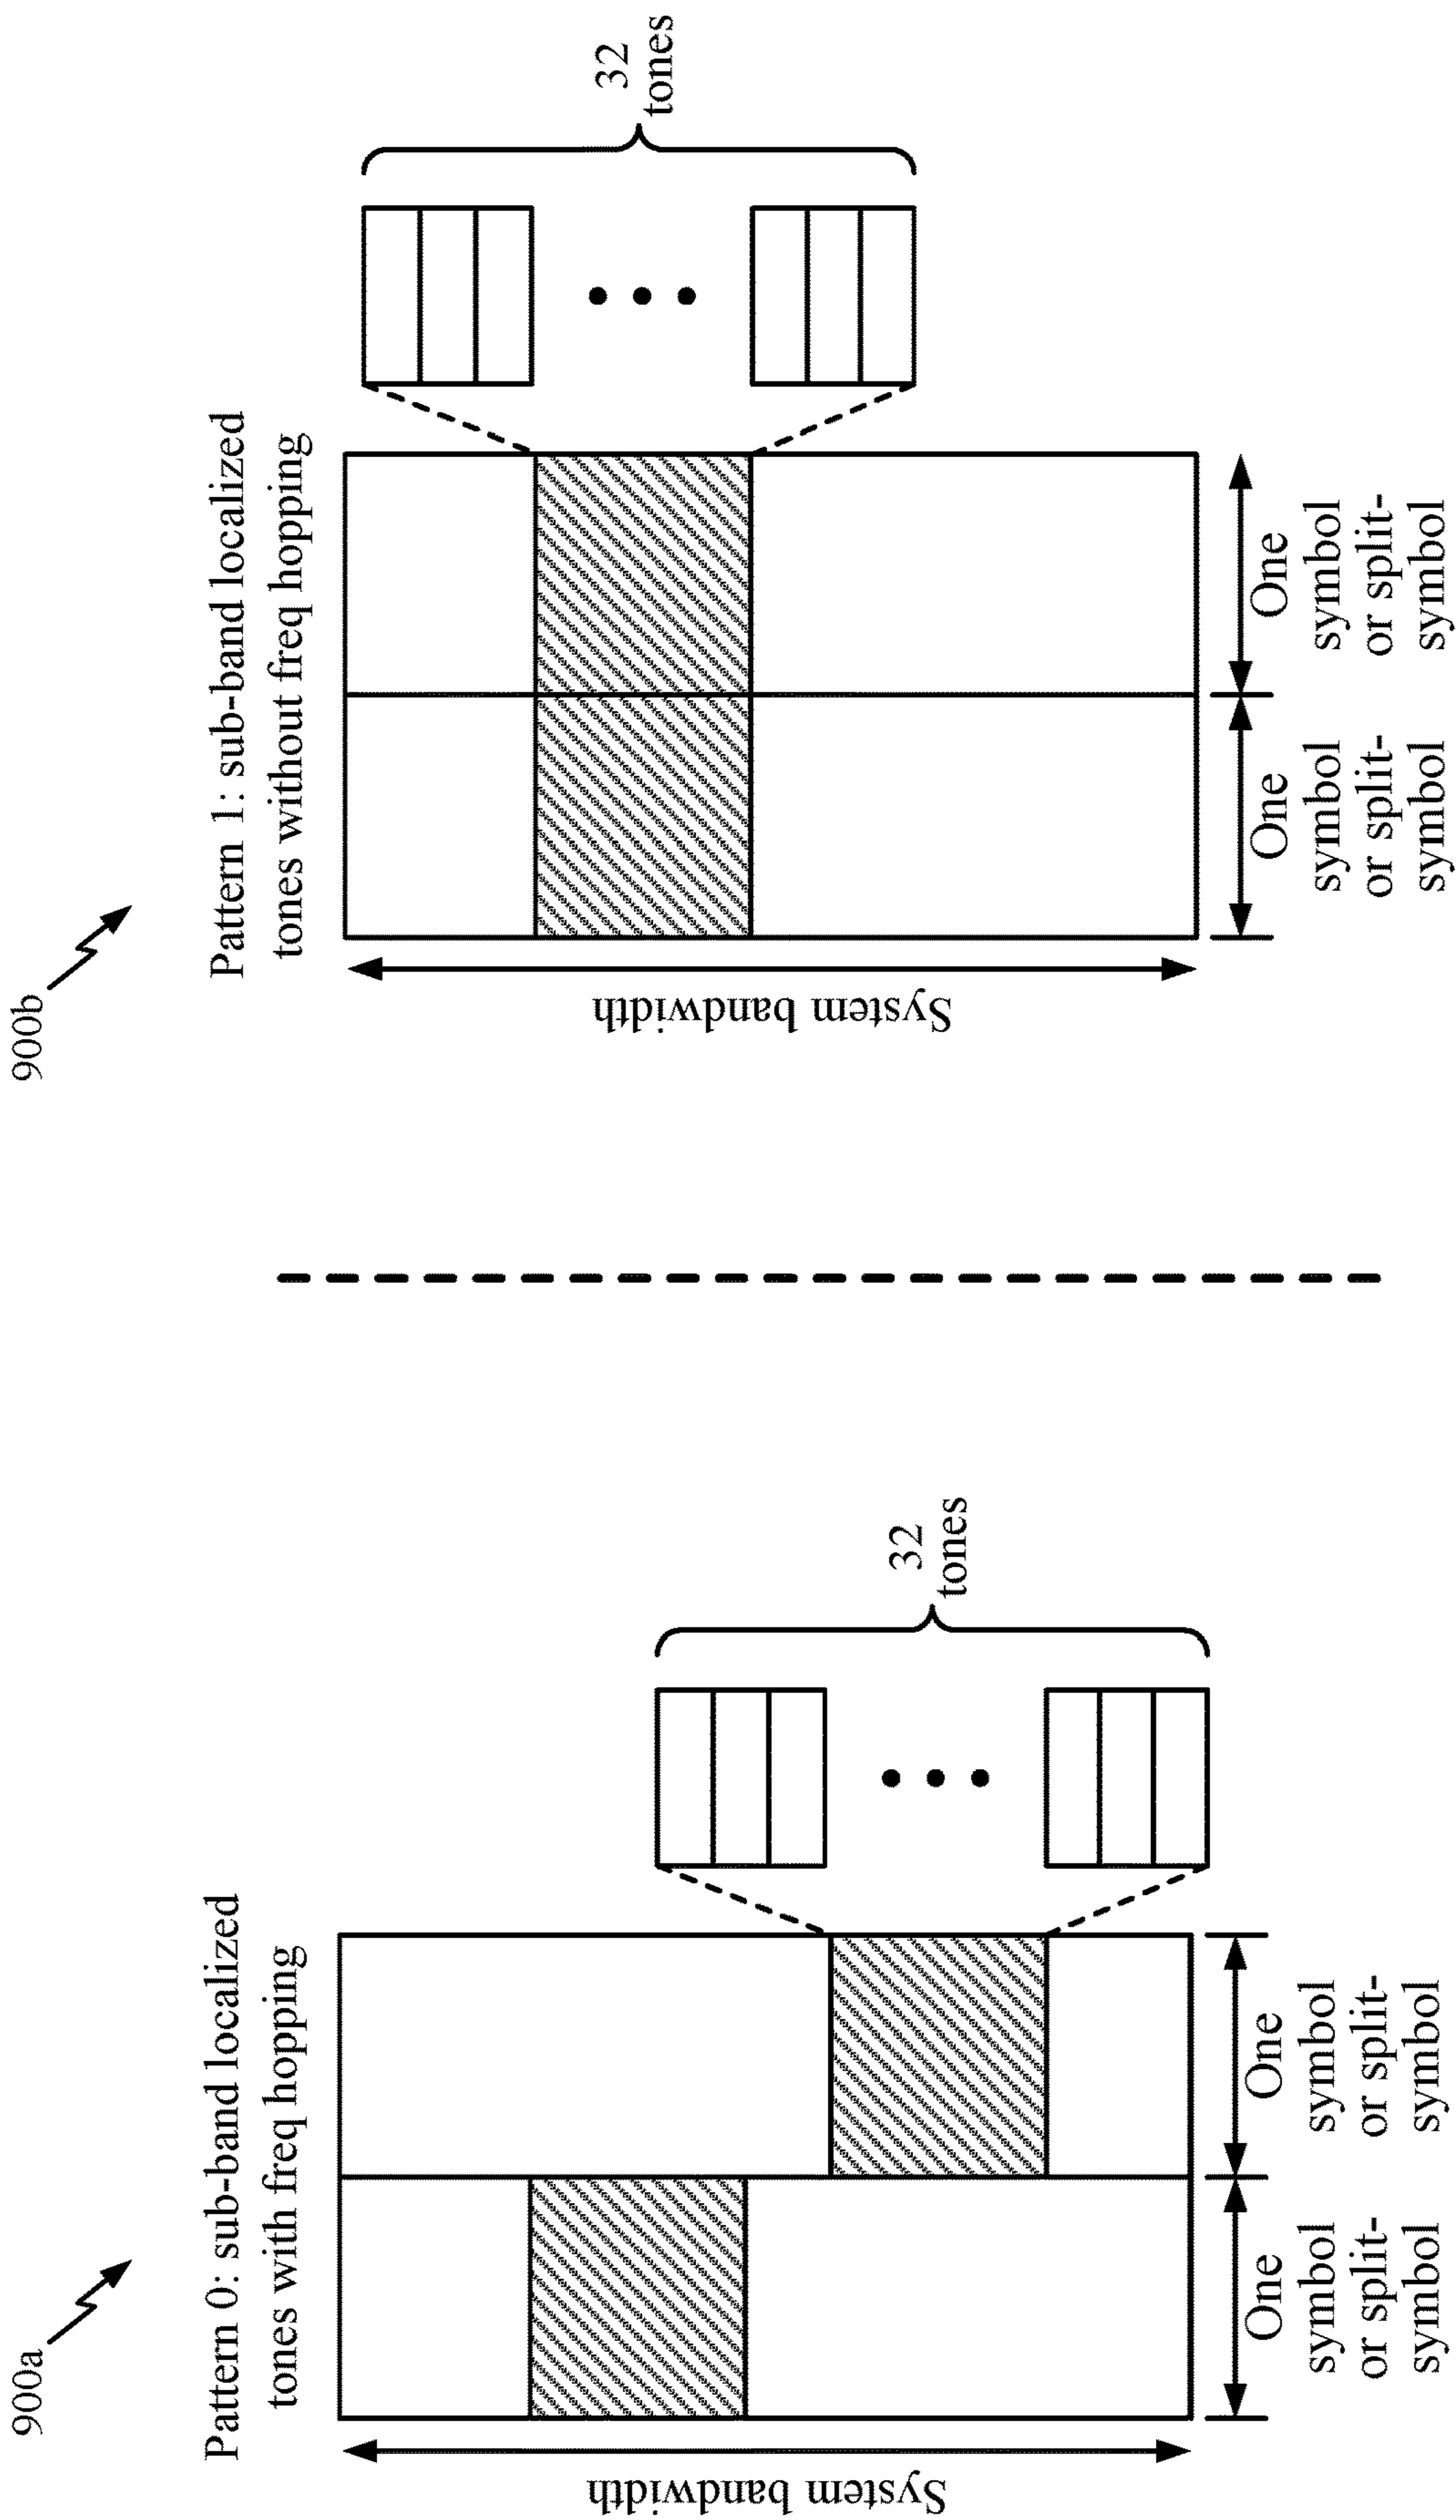 900a
Pattern 0: sub-band localized
tones with freq hopping
System bandwidth
32
tones
One
symbol
or split-
symbol
One
symbol
or split-
symbol
900b
Pattern 1: sub-band localized
tones without freq hopping
System bandwidth
32
tones
One
symbol
or split-
symbol
One
symbol
or split-
symbol